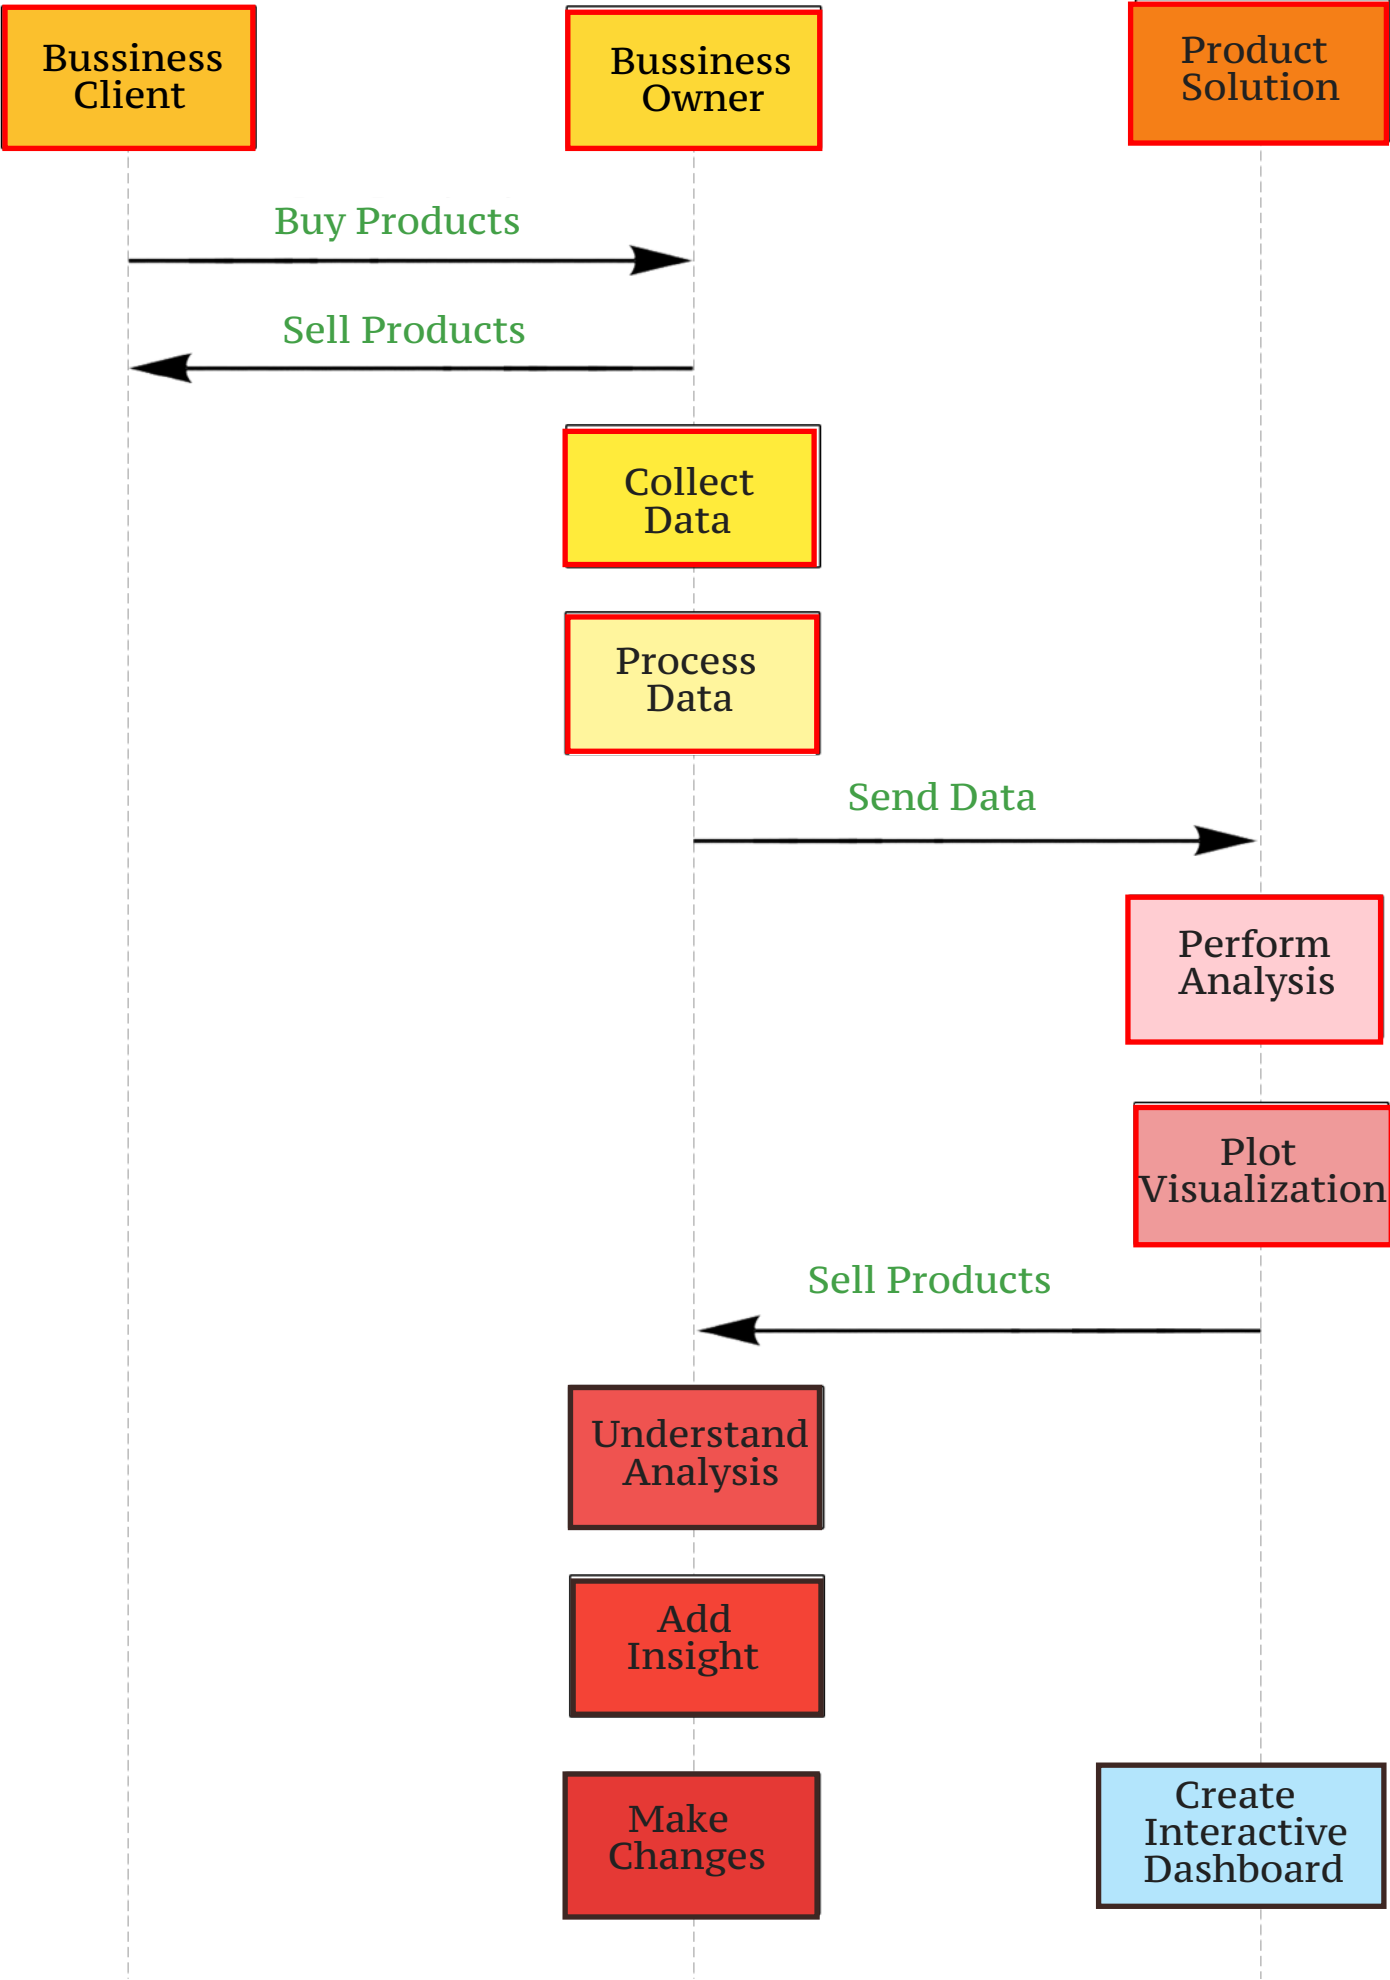 Bussiness
Client
Bussiness
Owner
Product
Solution
Buy Products
Sell Products
Collect
Data
Process
Data
Send Data
Perform
Analysis
Plot
Visualization
Sell Products
Understand
Analysis
Add
Insight
Make
Changes
Create
Interactive
Dashboard